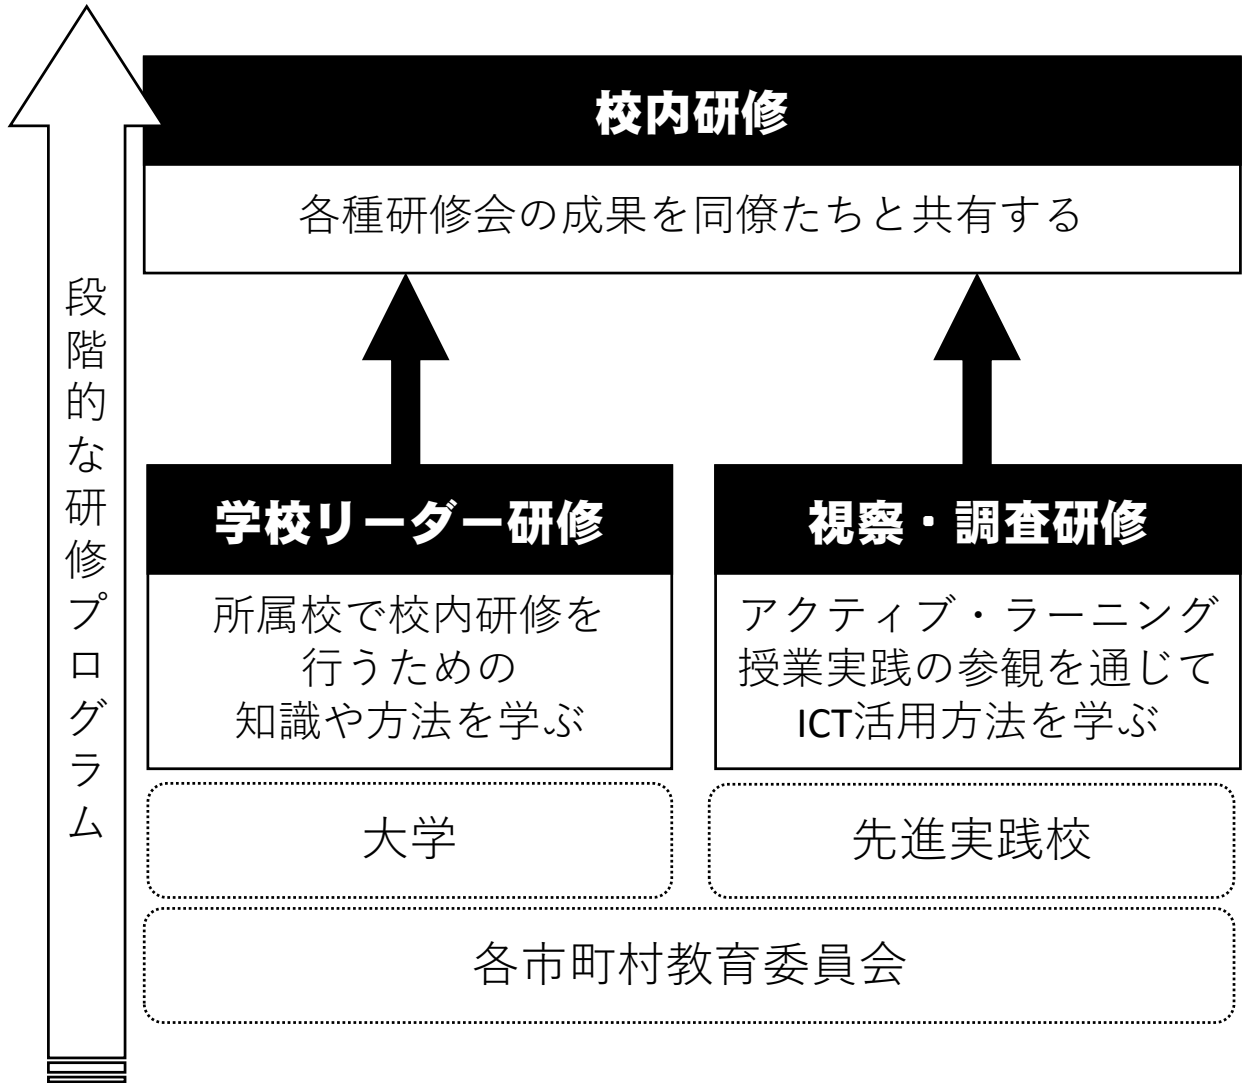 校内研修
各種研修会の成果を同僚たちと共有する
段階的な研修プログラム
学校リーダー研修
所属校で校内研修を
行うための
知識や方法を学ぶ
視察・調査研修
アクティブ・ラーニング
授業実践の参観を通じて
ICT活用方法を学ぶ
大学
先進実践校
各市町村教育委員会